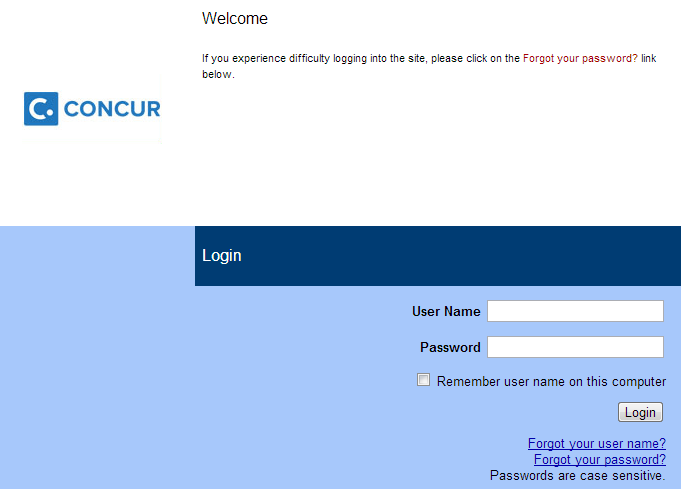 Welcome
If you experience difficulty logging into the site, please click on the Forgot your password? link
below.
C. CONCUR
Login
User Name
Password
Remember user name on this computer
Login
Forgot your user name?
Forgot your password?
Passwords are case sensitive.